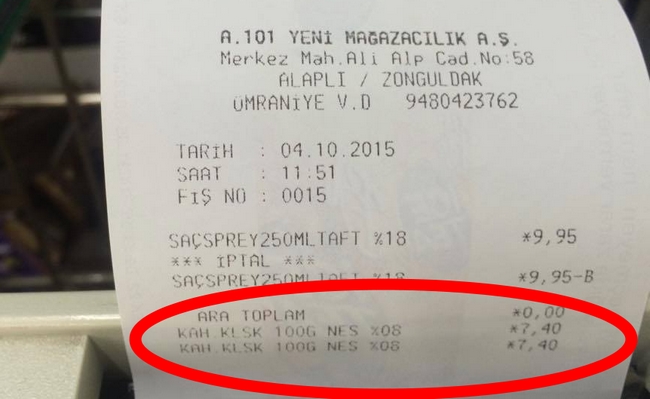 A.101 YENİ MAĞAZACILIK A.Ş.
Merkez Mah.Ali Alp Cad.No:58
ALAPLI / ZONGULDAK
ÜMRANİYE V.D 9480423762
TARİH : 04.10.2015
SAAT : 11:51
FİŞ NO : 0015
SAÇSPREY250MLTAFT %18 *9,95
*** İPTAL ***
SAÇSPREY250MLTAFT %18 *9,95-B
ARA TOPLAM *0,00
KAH.KLSK 100G NES %08 *7,40
KAH.KLSK 100G NES %08 *7,40